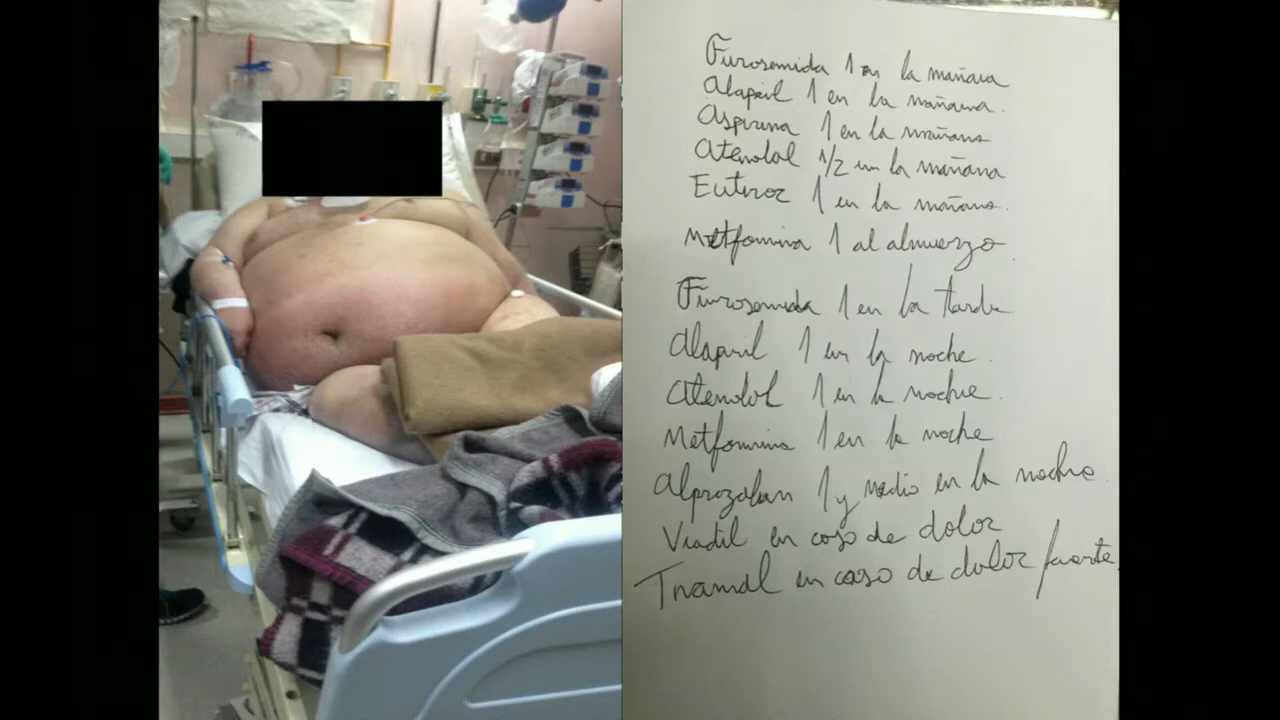 Furosemida 1 en la mañana
Alapril 1 en la mañana.
Aspirina 1 en la mañana
Atenolol 1/2 en la mañana
Eutiroz 1 en la mañana.
Metformina 1 al almuerzo.
Furosemida 1 en la tarde
Alapril 1 en la noche.
Atenolol 1 en la noche.
Metformina 1 en la noche
Alprazolam 1 y medio en la noche.
Viadil en caso de dolor
Tramal en caso de dolor fuerte.